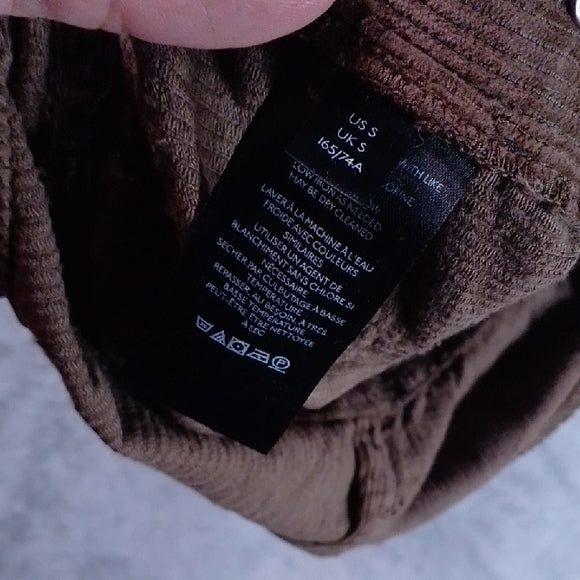 US S
UK S
165/74A
WITH LIKE
LOW IRON AS NEEDED
MAY BE DRY CLEANED
LAVER À LA MACHINE À L'EAU
FROIDE AVEC COULEURS
SIMILAIRES
UTILISER UN AGENT DE
BLANCHIMENT SANS CHLORE SI
NÉCESSAIRE
SÉCHER PAR CULBUTAGE À BASSE
TEMPÉRATURE
REPASSER, AU BESOIN, À TRÈS
BASSE TEMPÉRATURE
PEUT-ÊTRE ÊTRE NETTOYÉE
À SEC
P